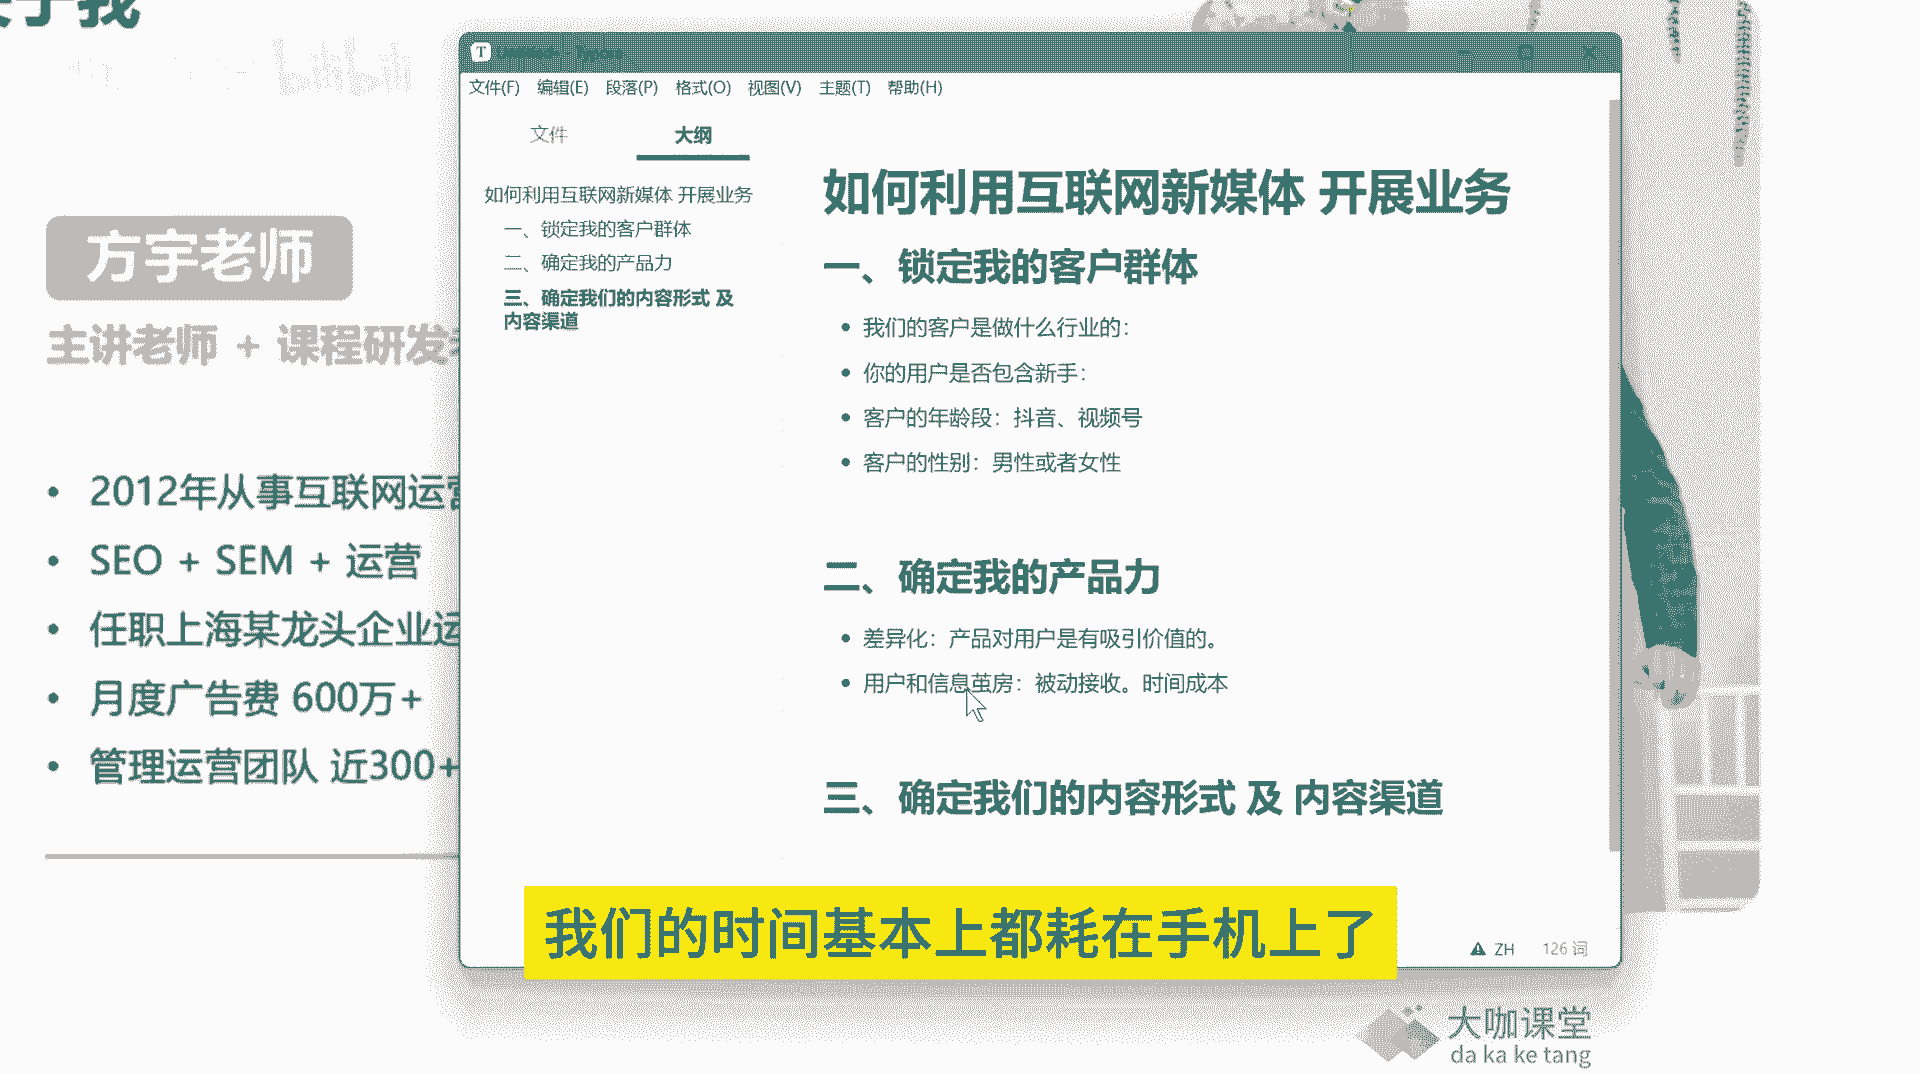 bilibili
方宇老师
主讲老师 + 课程研发
2012年从事互联网运营
SEO + SEM + 运营
任职上海某龙头企业运
月度广告费 600万+
管理运营团队 近300+
T
文件(F) 编辑(E) 段落(P) 格式(O) 视图(V) 主题(T) 帮助(H)
文件 大纲
如何利用互联网新媒体 开展业务
一、锁定我的客户群体
二、确定我的产品力
三、确定我们的内容形式 及
内容渠道
如何利用互联网新媒体 开展业务
一、锁定我的客户群体
我们的客户是做什么行业的：
你的用户是否包含新手：
客户的年龄段：抖音、视频号
客户的性别：男性或者女性
二、确定我的产品力
差异化：产品对用户是有吸引价值的。
用户和信息茧房：被动接收。时间成本
三、确定我们的内容形式 及 内容渠道
ZH 126 词
我们的时间基本上都耗在手机上了
大咖课堂
da ka ke tang